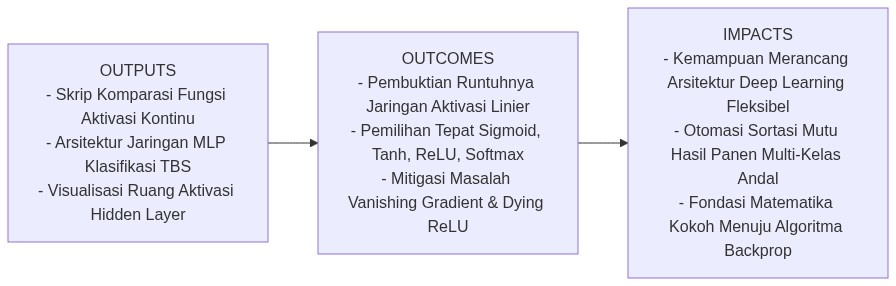 OUTPUTS
- Skrip Komparasi Fungsi
Aktivasi Kontinu
- Arsitektur Jaringan MLP
Klasifikasi TBS
- Visualisasi Ruang Aktivasi
Hidden Layer
OUTCOMES
- Pembuktian Runtuhnya
Jaringan Aktivasi Linier
- Pemilihan Tepat Sigmoid,
Tanh, ReLU, Softmax
- Mitigasi Masalah
Vanishing Gradient & Dying
ReLU
IMPACTS
- Kemampuan Merancang
Arsitektur Deep Learning
Fleksibel
- Otomasi Sortasi Mutu
Hasil Panen Multi-Kelas
Andal
- Fondasi Matematika
Kokoh Menuju Algoritma
Backprop